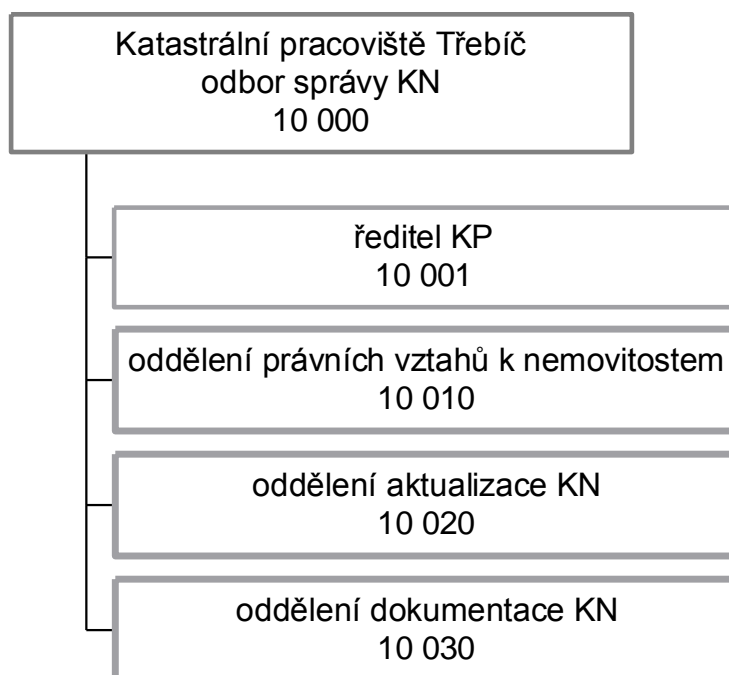 Katastrální pracoviště Třebíč
odbor správy KN
10 000
ředitel KP
10 001
oddělení právních vztahů k nemovitostem
10 010
oddělení aktualizace KN
10 020
oddělení dokumentace KN
10 030